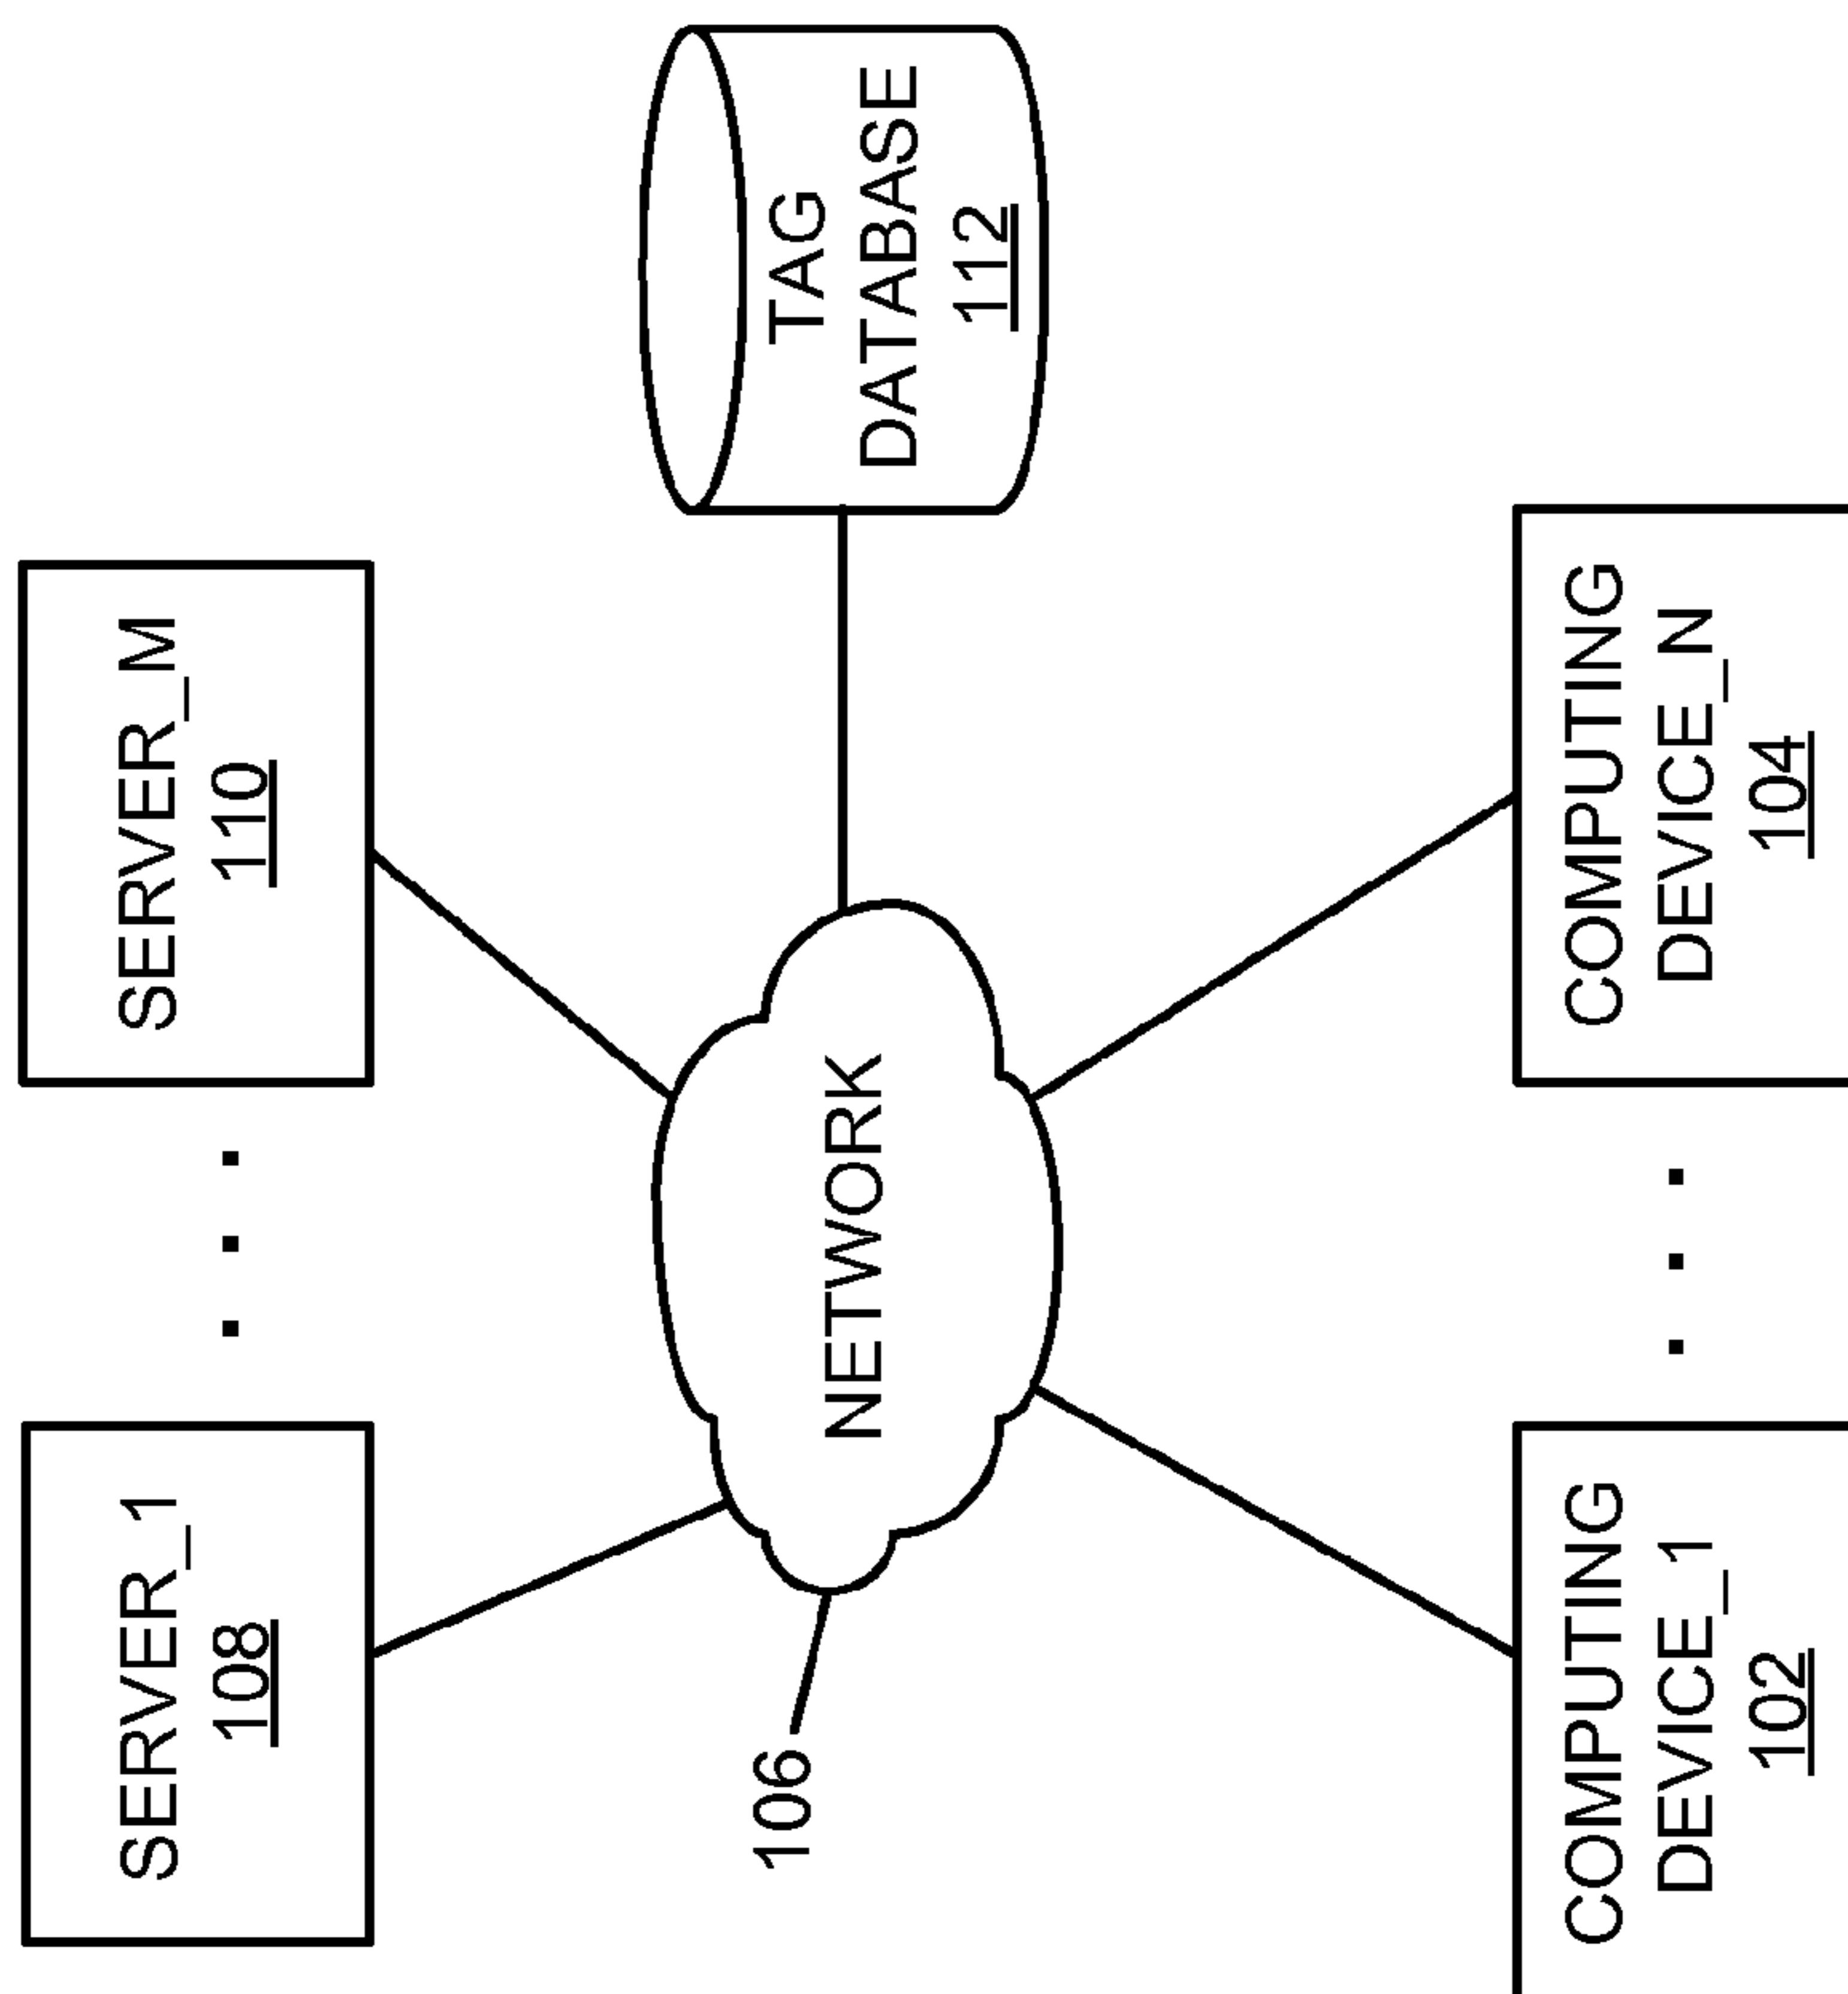 SERVER_1
108
SERVER_M
110
NETWORK
106
TAG
DATABASE
112
COMPUTING
DEVICE_1
102
COMPUTING
DEVICE_N
104